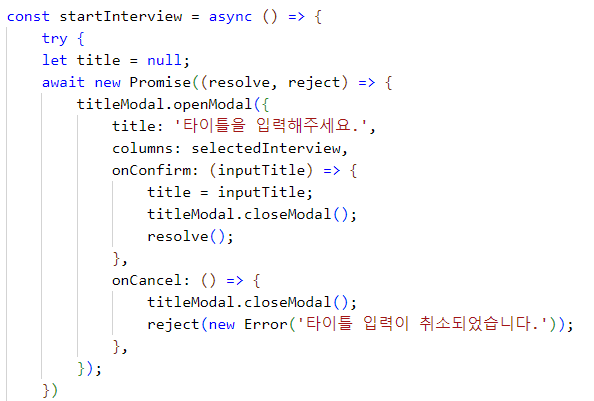 const startInterview = async () => {
    try {
    let title = null;
    await new Promise((resolve, reject) => {
        titleModal.openModal({
            title: '타이틀을 입력해주세요.',
            columns: selectedInterview,
            onConfirm: (inputTitle) => {
                title = inputTitle;
                titleModal.closeModal();
                resolve();
            },
            onCancel: () => {
                titleModal.closeModal();
                reject(new Error('타이틀 입력이 취소되었습니다.'));
            },
        });
    })